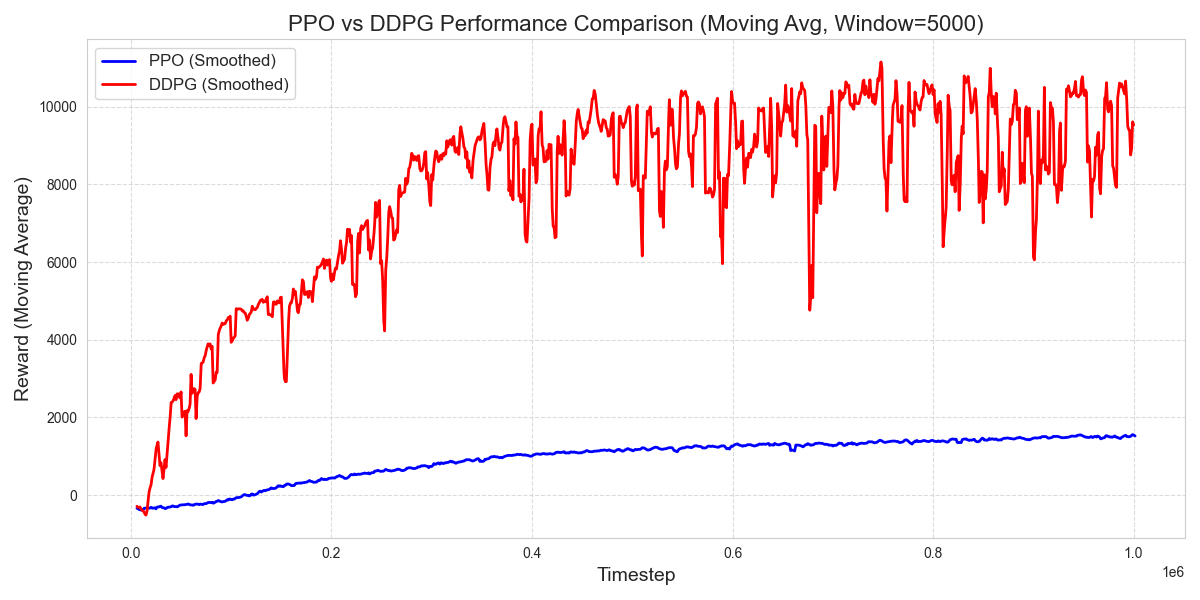 PPO vs DDPG Performance Comparison (Moving Avg, Window=5000)
PPO (Smoothed)
DDPG (Smoothed)
Reward (Moving Average)
10000
8000
6000
4000
2000
0
0.0
0.2
0.4
0.6
0.8
1.0
1e6
Timestep